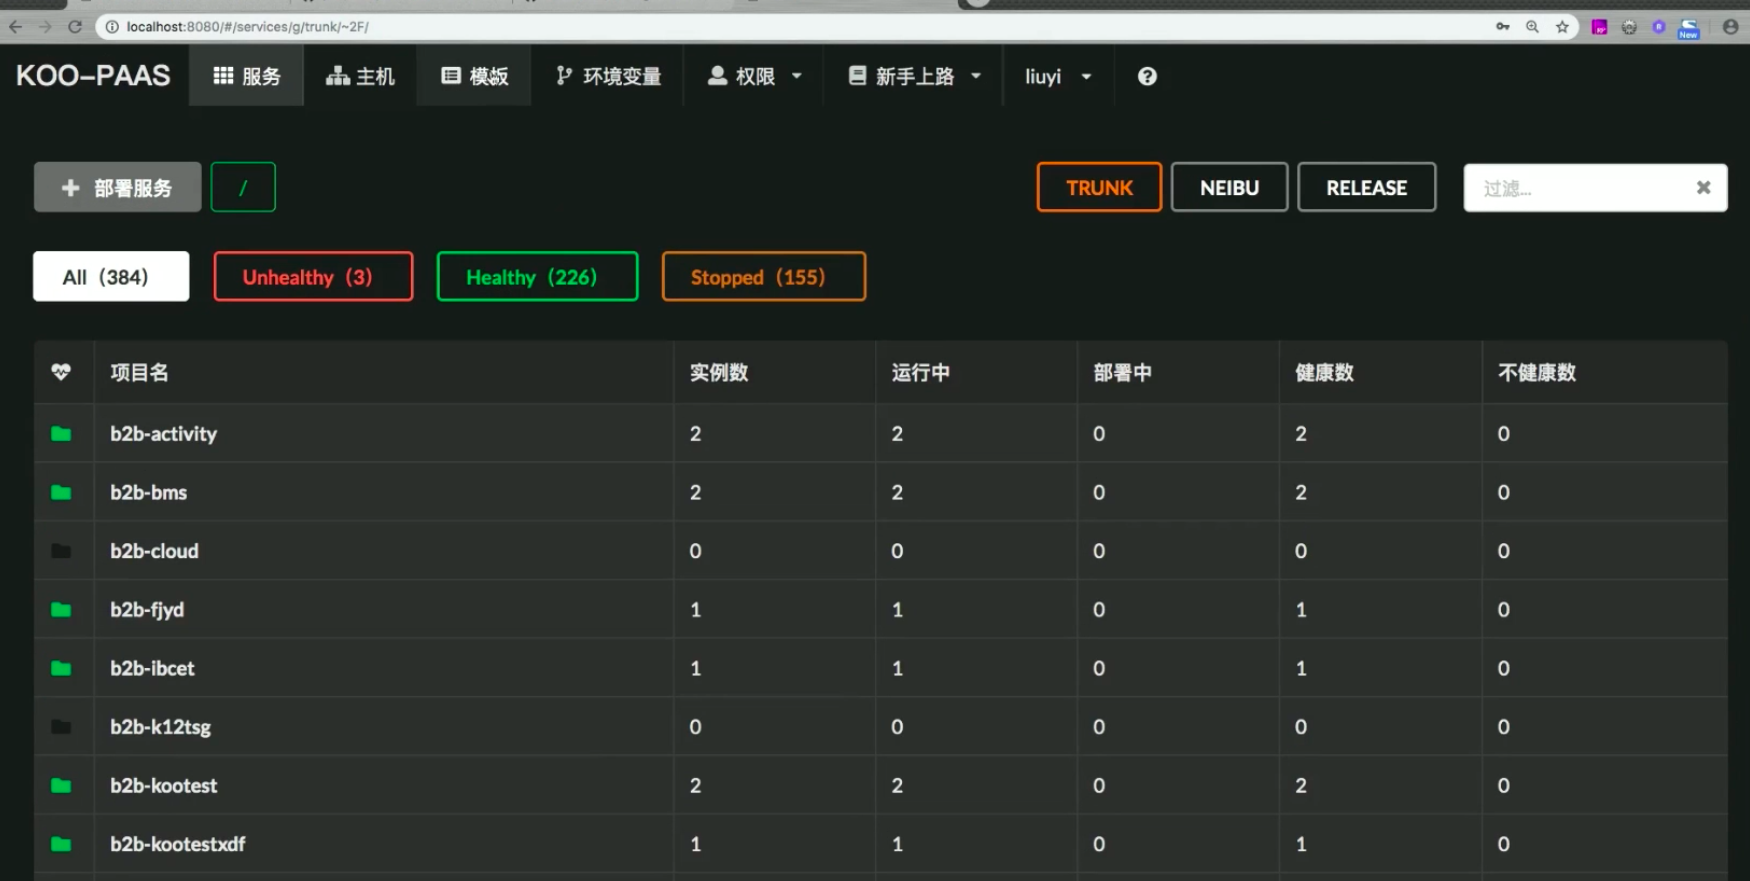 localhost:8080/#/services/g/trunk/~2F/
New
KOO-PAAS 服务 主机 模板 环境变量 权限 新手上路 liuyi
部署服务 / TRUNK NEIBU RELEASE 过滤...
All（384） Unhealthy（3） Healthy（226） Stopped（155）
项目名 实例数 运行中 部署中 健康数 不健康数
b2b-activity 2 2 0 2 0
b2b-bms 2 2 0 2 0
b2b-cloud 0 0 0 0 0
b2b-fjyd 1 1 0 1 0
b2b-ibcet 1 1 0 1 0
b2b-k12tsg 0 0 0 0 0
b2b-kootest 2 2 0 2 0
b2b-kootestxdf 1 1 0 1 0